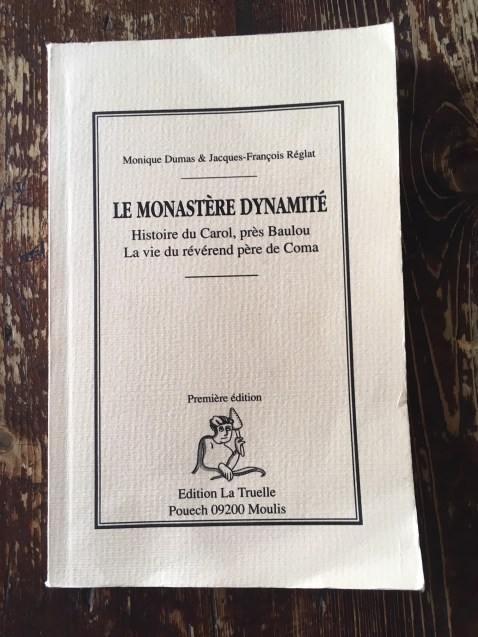 Monique Dumas & Jacques-François Réglat
LE MONASTÈRE DYNAMITÉ
Histoire du Carol, près Baulou
La vie du révérend père de Coma
Première édition
Edition La Truelle
Pouech 09200 Moulis